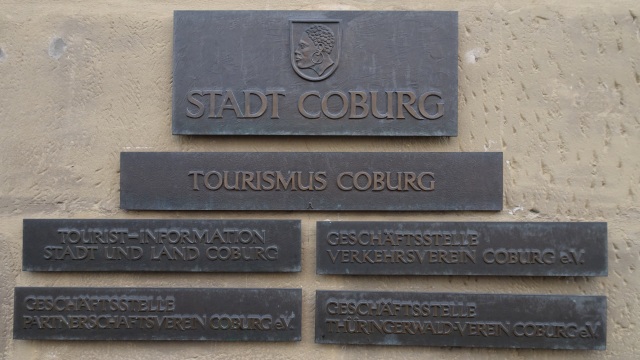 STADT COBURG
TOURISMUS COBURG
TOURIST-INFORMATION
STADT UND LAND COBURG
GESCHÄFTSSTELLE
VERKEHRSVEREIN COBURG e.V.
GESCHÄFTSSTELLE
PARTNERSCHAFTSVEREIN COBURG e.V.
GESCHÄFTSSTELLE
THÜRINGERWALD-VEREIN COBURG e.V.